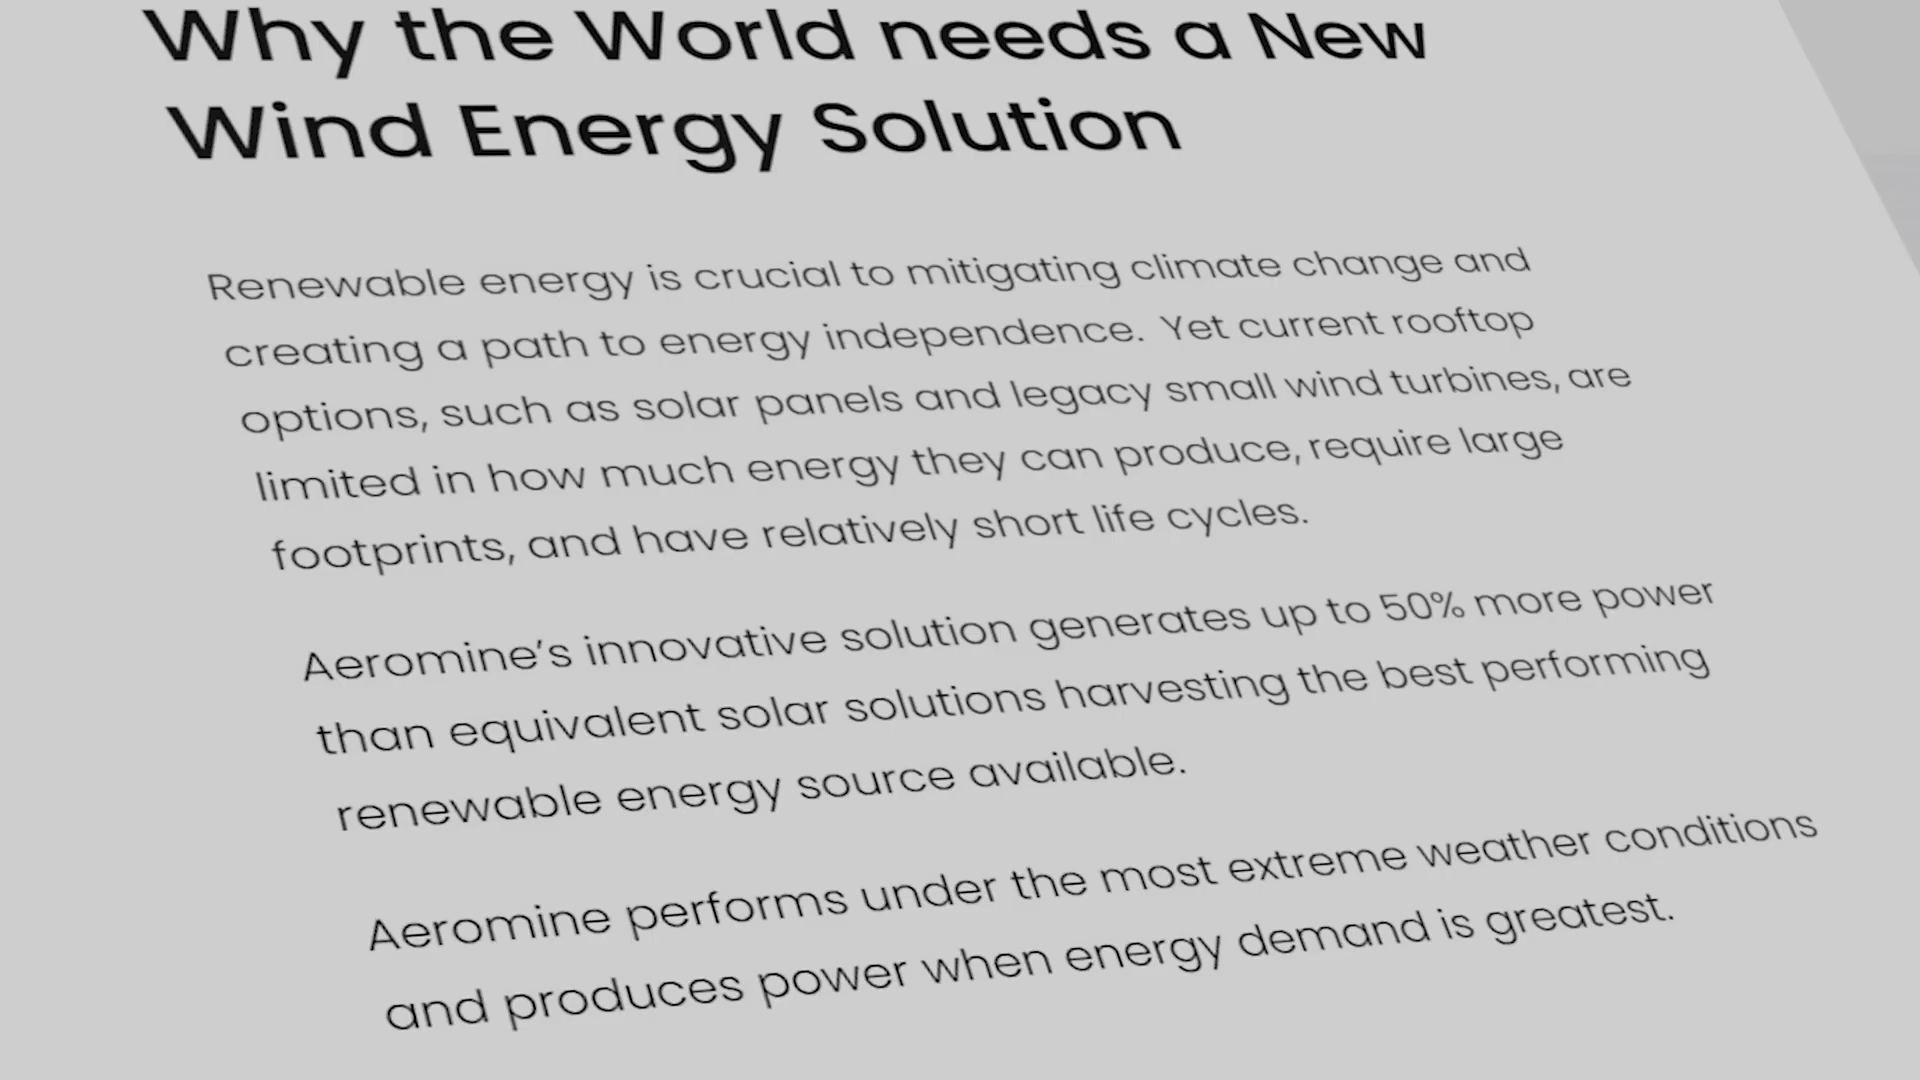 Why the World needs a New
Wind Energy Solution
Renewable energy is crucial to mitigating climate change and
creating a path to energy independence. Yet current rooftop
options, such as solar panels and legacy small wind turbines, are
limited in how much energy they can produce, require large
footprints, and have relatively short life cycles.
Aeromine’s innovative solution generates up to 50% more power
than equivalent solar solutions harvesting the best performing
renewable energy source available.
Aeromine performs under the most extreme weather conditions
and produces power when energy demand is greatest.